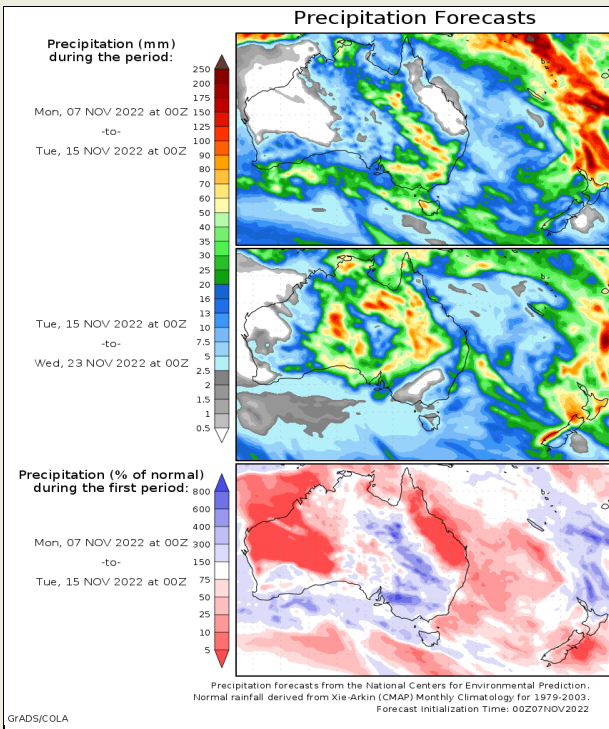 Precipitation Forecasts
Precipitation (mm)
during the period:
Mon, 07 NOV 2022 at 00Z
-to-
Tue, 15 NOV 2022 at 00Z
250
200
175
150
125
100
90
80
70
60
50
40
35
30
25
20
16
13
10
7.5
5
2.5
2
1.5
1
0.5
Tue, 15 NOV 2022 at 00Z
-to-
Wed, 23 NOV 2022 at 00Z
Precipitation (% of normal)
during the first period:
Mon, 07 NOV 2022 at 00Z
-to-
Tue, 15 NOV 2022 at 00Z
800
600
400
300
150
75
50
25
10
5
Precipitation forecasts from the National Centers for Environmental Prediction.
Normal rainfall derived from Xie-Arkin (CMAP) Monthly Climatology for 1979-2003.
Forecast Initialization Time: 00Z07NOV2022
GrADS/COLA